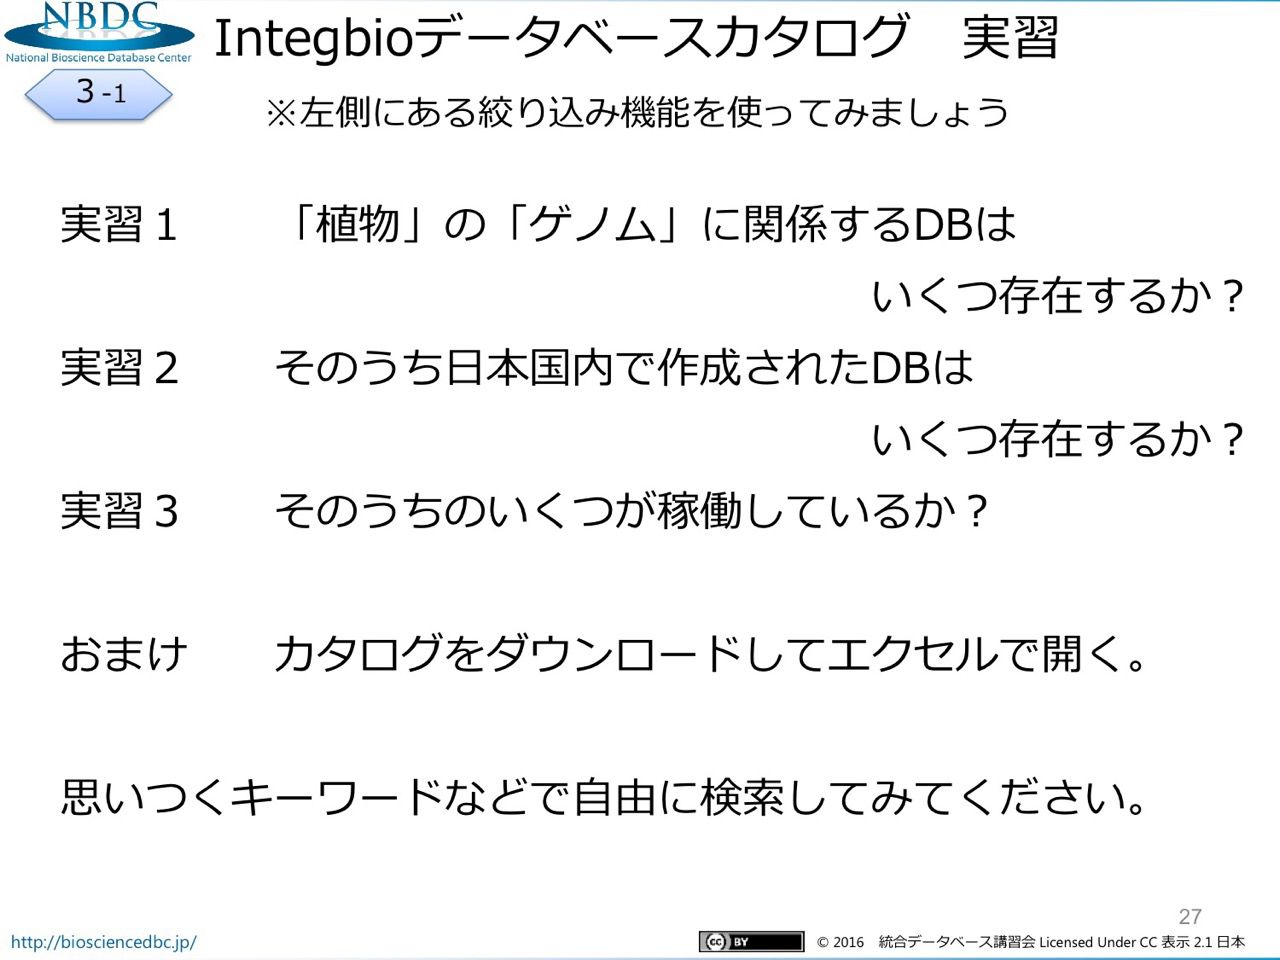 NBDC
National Bioscience Database Center
Integbioデータベースカタログ　実習
３-1
※左側にある絞り込み機能を使ってみましょう
実習１　「植物」の「ゲノム」に関係するDBは
いくつ存在するか？
実習２　そのうち日本国内で作成されたDBは
いくつ存在するか？
実習３　そのうちのいくつが稼働しているか？
おまけ　カタログをダウンロードしてエクセルで開く。
思いつくキーワードなどで自由に検索してみてください。
27
http://biosciencedbc.jp/
cc BY © 2016　統合データベース講習会 Licensed Under CC 表示 2.1 日本